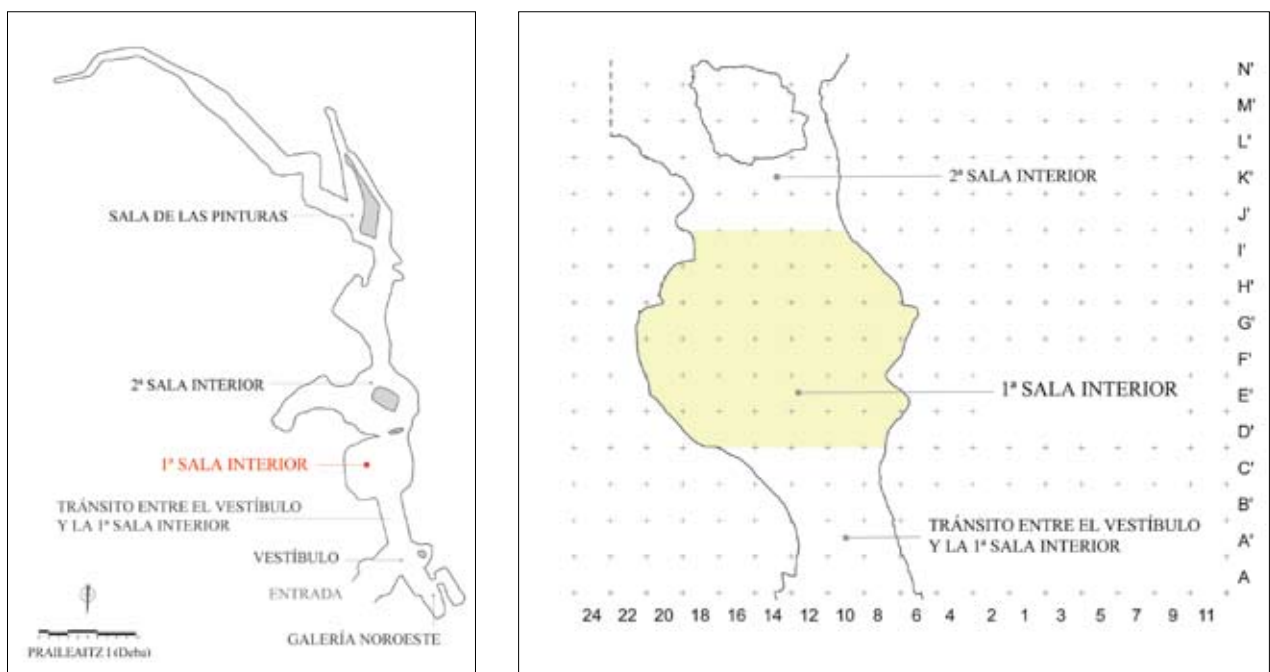 SALA DE LAS PINTURAS
2ª SALA INTERIOR
1ª SALA INTERIOR
TRÁNSITO ENTRE EL VESTÍBULO
Y LA 1ª SALA INTERIOR
VESTÍBULO
ENTRADA
GALERÍA NOROESTE
PRAILEAITZ I (Deba)
N'
M'
L'
K'
J'
I'
H'
G'
F'
E'
D'
C'
B'
A'
A
2ª SALA INTERIOR
1ª SALA INTERIOR
TRÁNSITO ENTRE EL VESTÍBULO
Y LA 1ª SALA INTERIOR
24 22 20 18 16 14 12 10 8 6 4 2 1 3 5 7 9 11